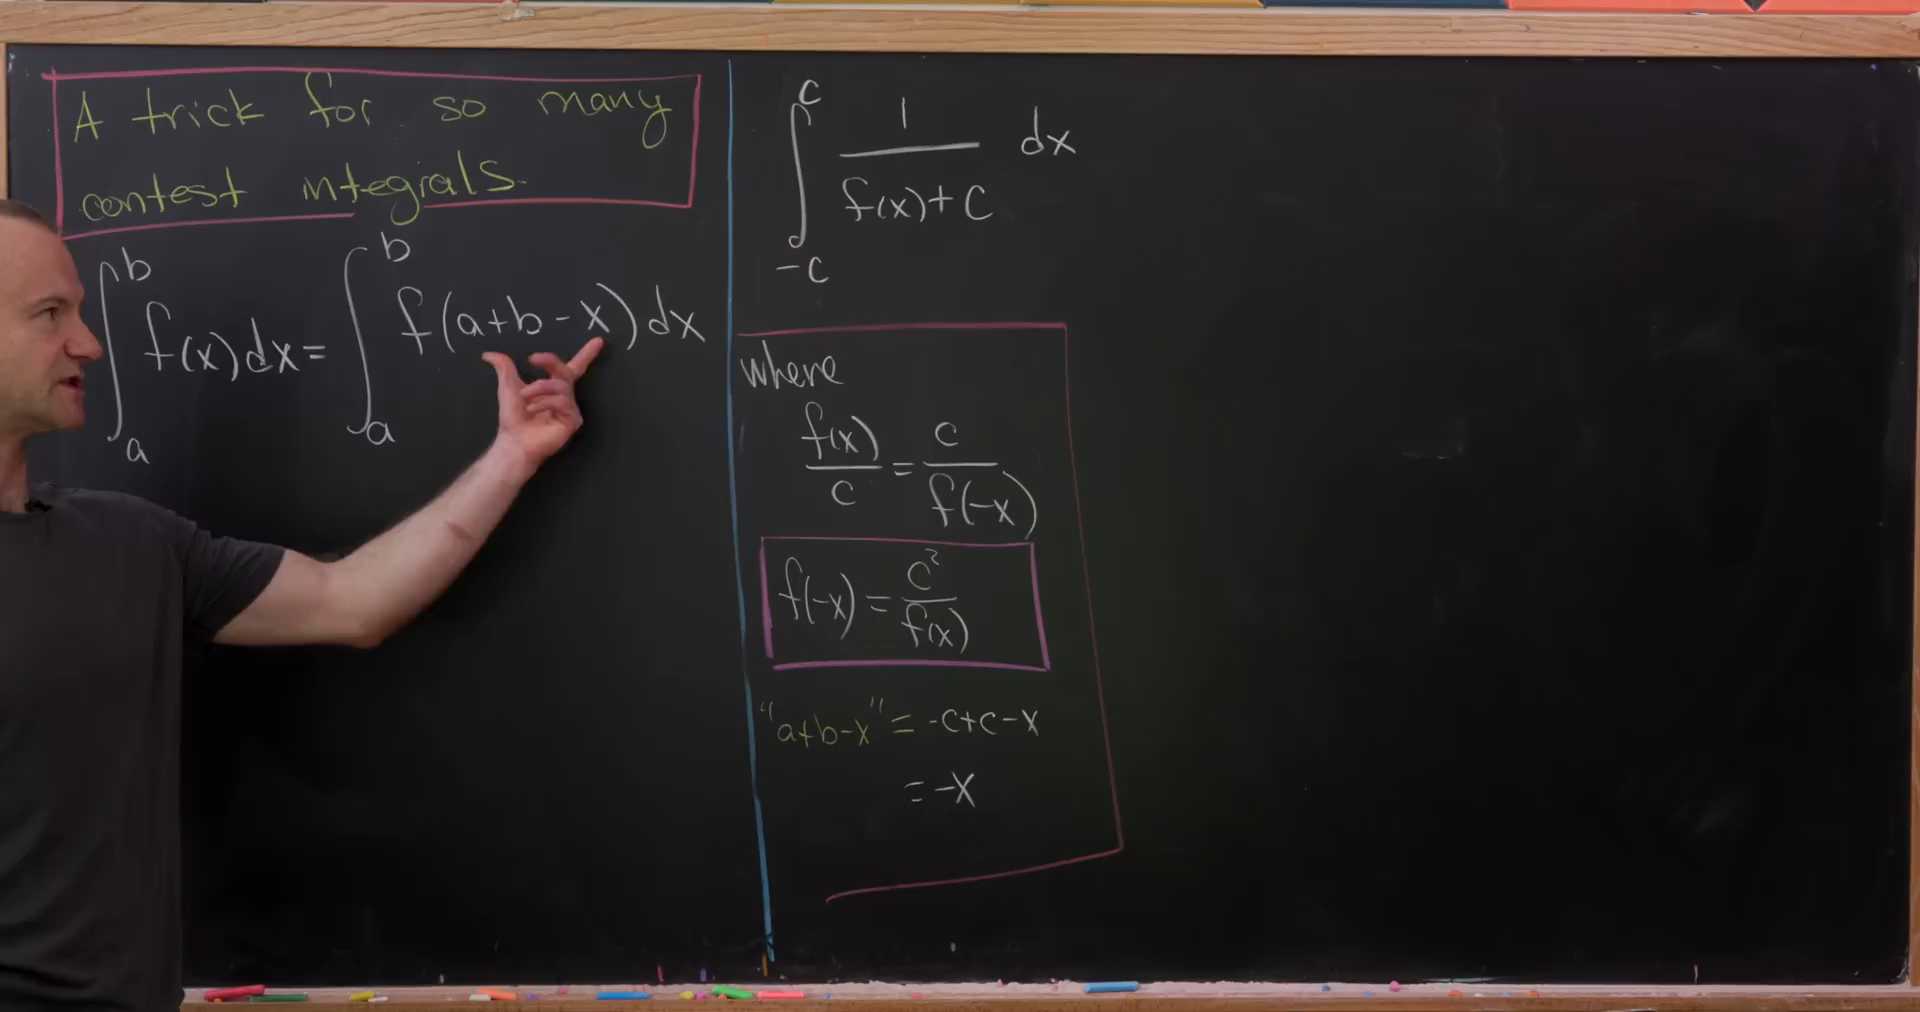 A trick for so many
contest integrals.
∫_a^b f(x)dx = ∫_a^b f(a+b-x)dx
∫_{-c}^{c} 1/(f(x)+c) dx
where
f(x)/c = c/f(-x)
f(-x) = c²/f(x)
"a+b-x" = -c+c-x
= -x